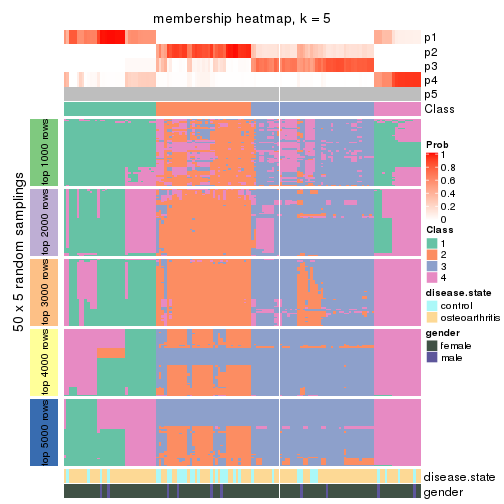 membership heatmap, k = 5
p1
p2
p3
p4
p5
Class
50 x 5 random samplings
top 1000 rows
top 2000 rows
top 3000 rows
top 4000 rows
top 5000 rows
Prob
1
0.8
0.6
0.4
0.2
0
Class
1
2
3
4
disease.state
control
osteoarthritis
gender
female
male
disease.state
gender